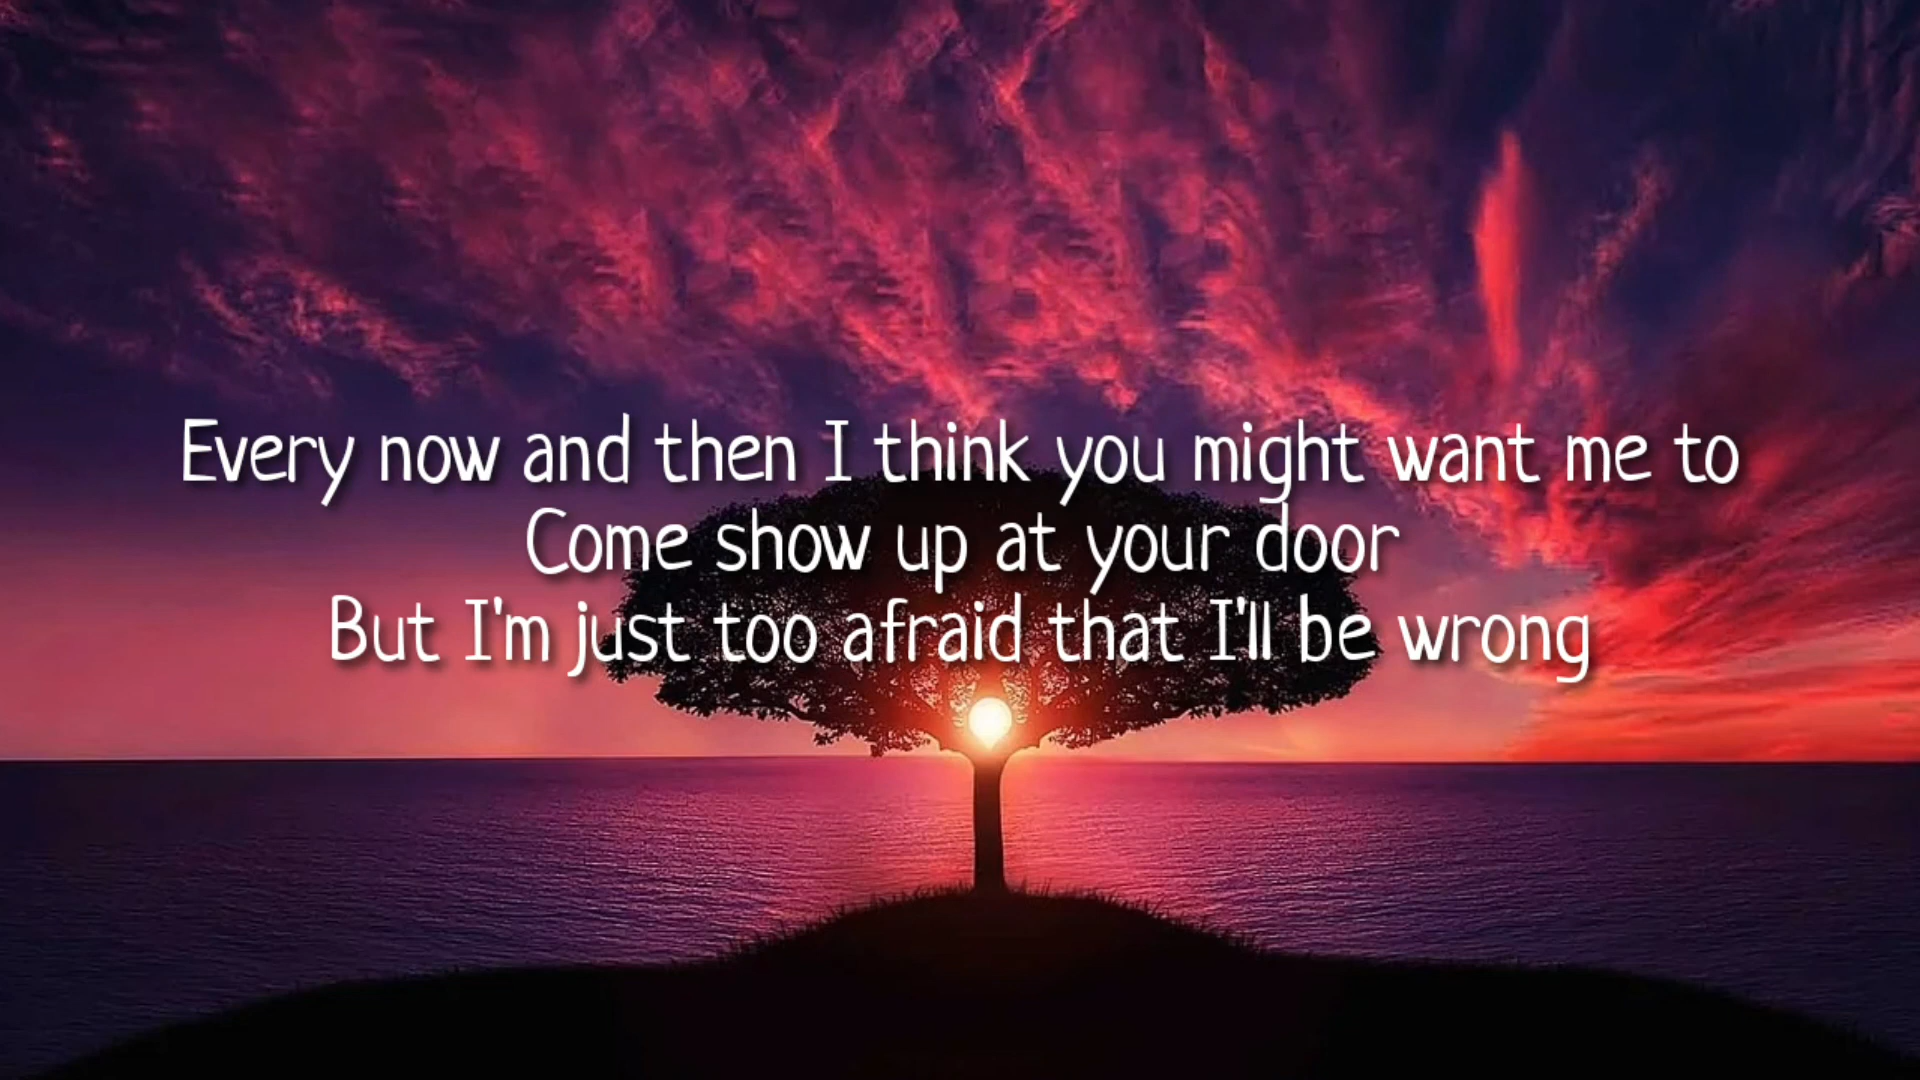 Every now and then I think you might want me to
Come show up at your door
But I'm just too afraid that I'll be wrong